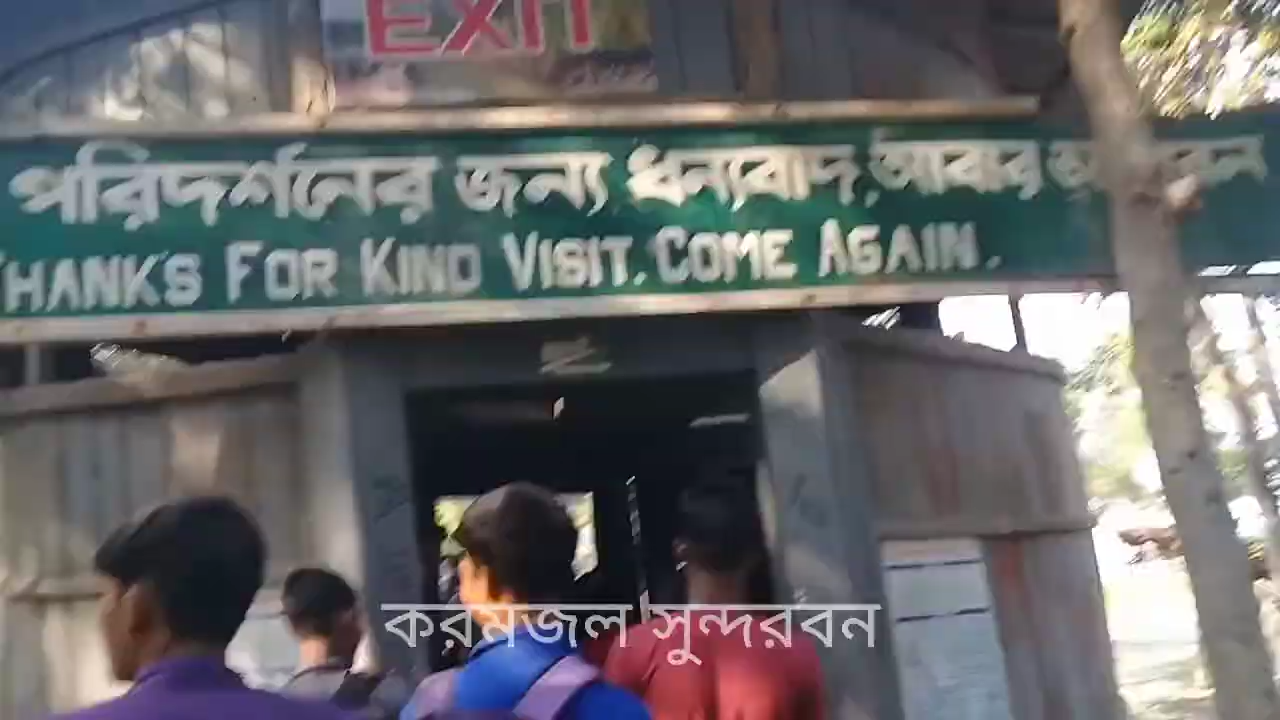 EXIT
পরিদর্শনের জন্য ধন্যবাদ, আবার
THANKS FOR KIND VISIT. COME AGAIN.
করমজল সুন্দরবন